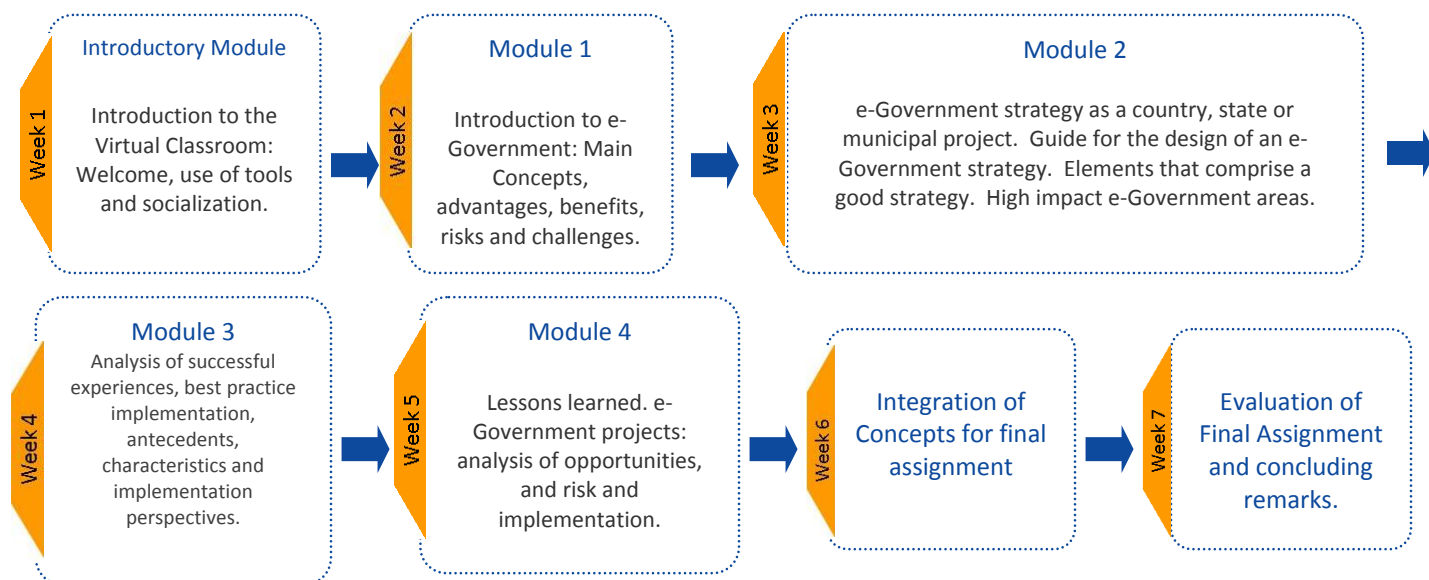 Week 1
Introductory Module
Introduction to the
Virtual Classroom:
Welcome, use of tools
and socialization.
Week 2
Module 1
Introduction to e-
Government: Main
Concepts,
advantages, benefits,
risks and challenges.
Week 3
Module 2
e-Government strategy as a country, state or
municipal project.  Guide for the design of an e-
Government strategy.  Elements that comprise a
good strategy.  High impact e-Government areas.
Week 4
Module 3
Analysis of successful
experiences, best practice
implementation,
antecedents,
characteristics and
implementation
perspectives.
Week 5
Module 4
Lessons learned. e-
Government projects:
analysis of opportunities,
and risk and
implementation.
Week 6
Integration of
Concepts for final
assignment
Week 7
Evaluation of
Final Assignment
and concluding
remarks.